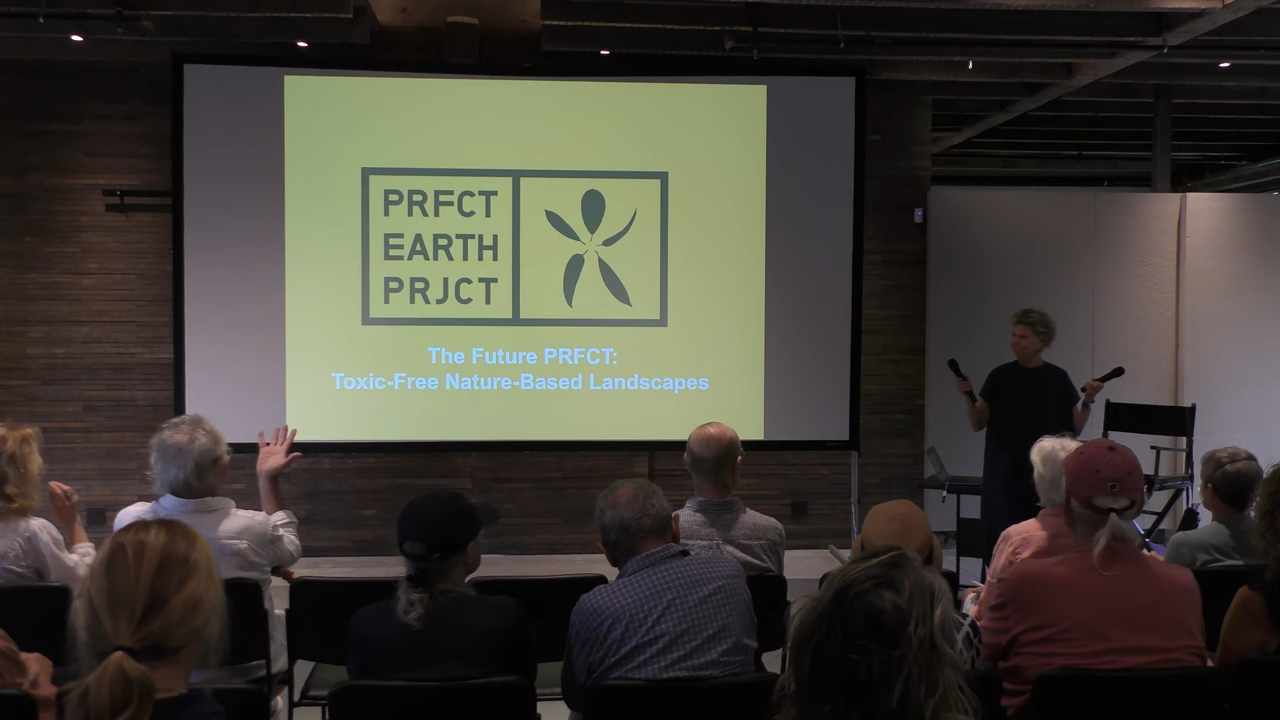 PRFCT
EARTH
PRJCT
The Future PRFCT:
Toxic-Free Nature-Based Landscapes